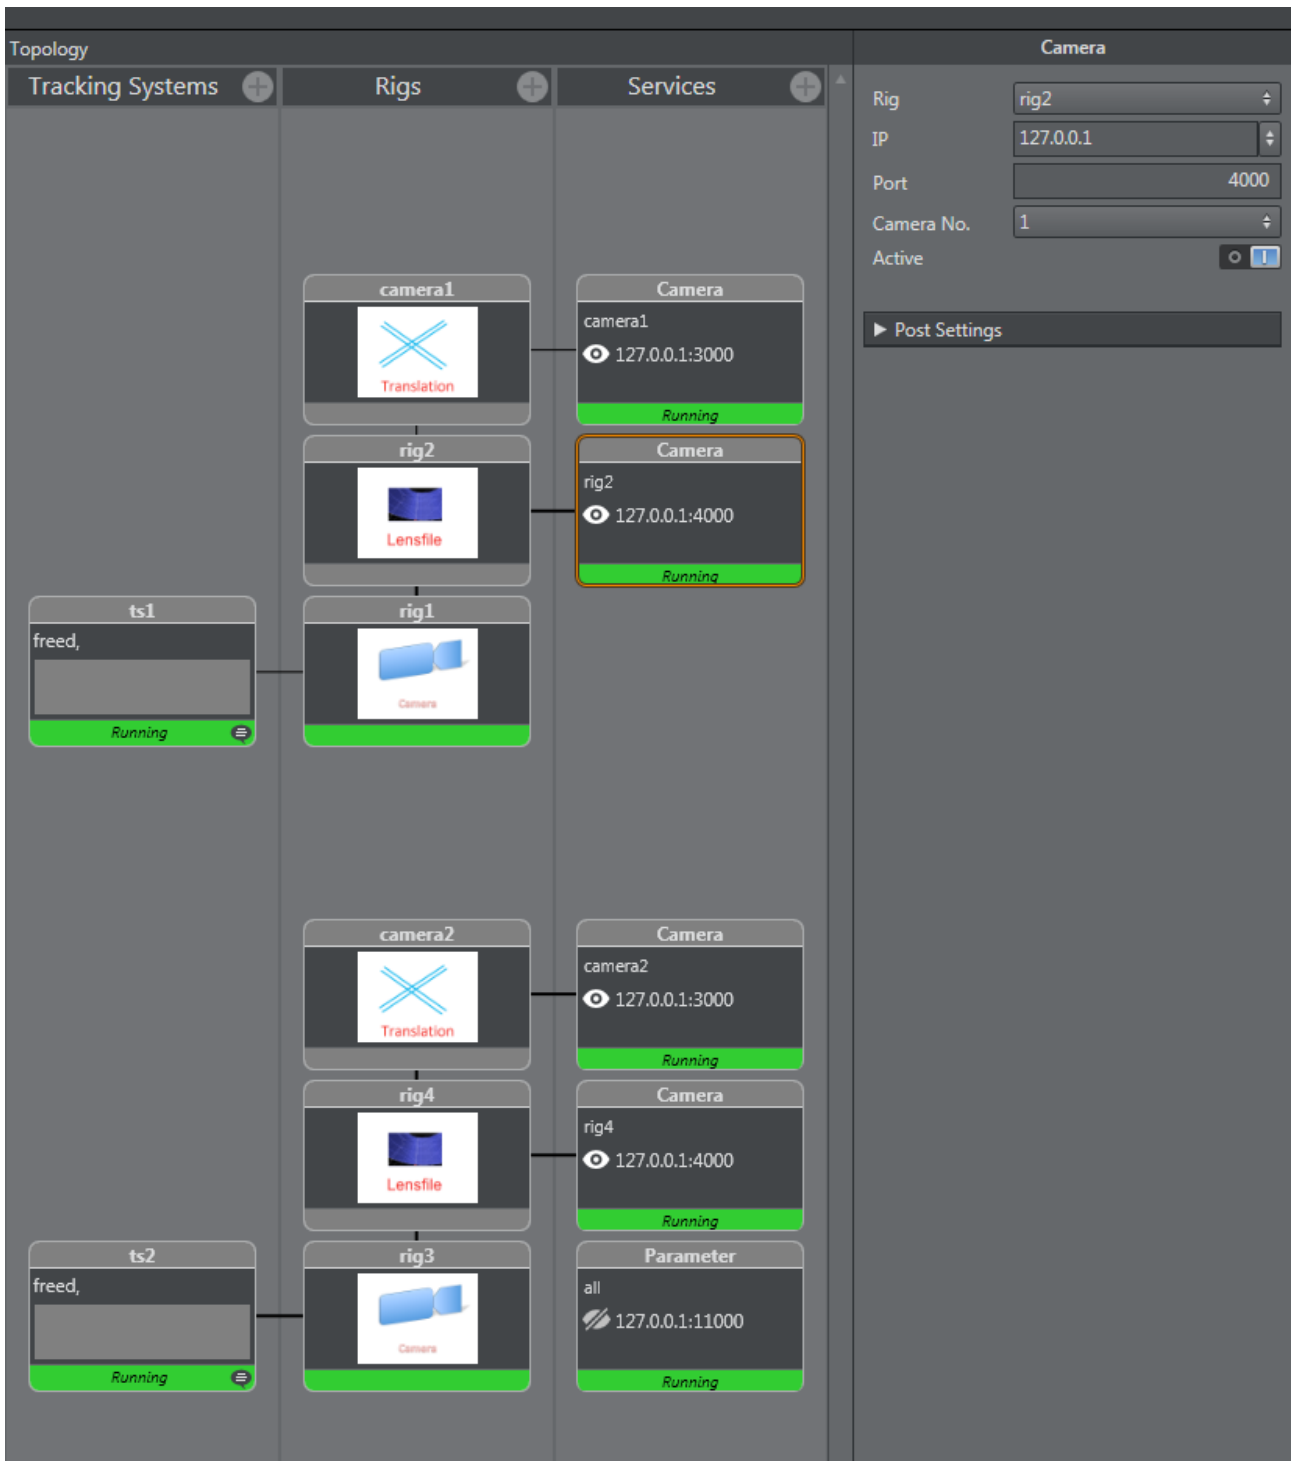 Topology
Tracking Systems
Rigs
Services
camera1
Translation
Camera
camera1
127.0.0.1:3000
Running
rig2
Lensfile
Camera
rig2
127.0.0.1:4000
Running
ts1
freed,
Running
rig1
Camera
camera2
Translation
Camera
camera2
127.0.0.1:3000
Running
rig4
Lensfile
Camera
rig4
127.0.0.1:4000
Running
ts2
freed,
Running
rig3
Camera
Parameter
all
127.0.0.1:11000
Running
Camera
Rig rig2
IP 127.0.0.1
Port 4000
Camera No. 1
Active
Post Settings